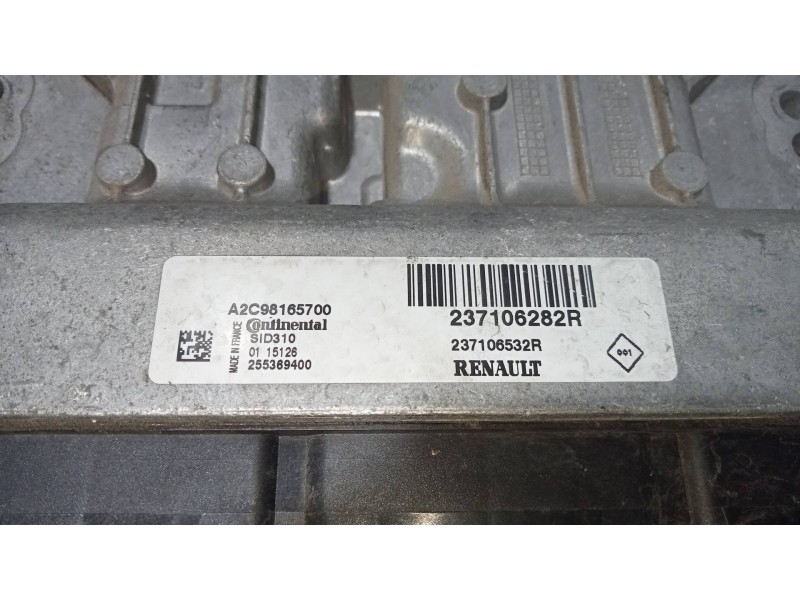 A2C98165700
Continental
SID310
01 15126
255369400
MADE IN FRANCE
237106282R
237106532R
RENAULT
001